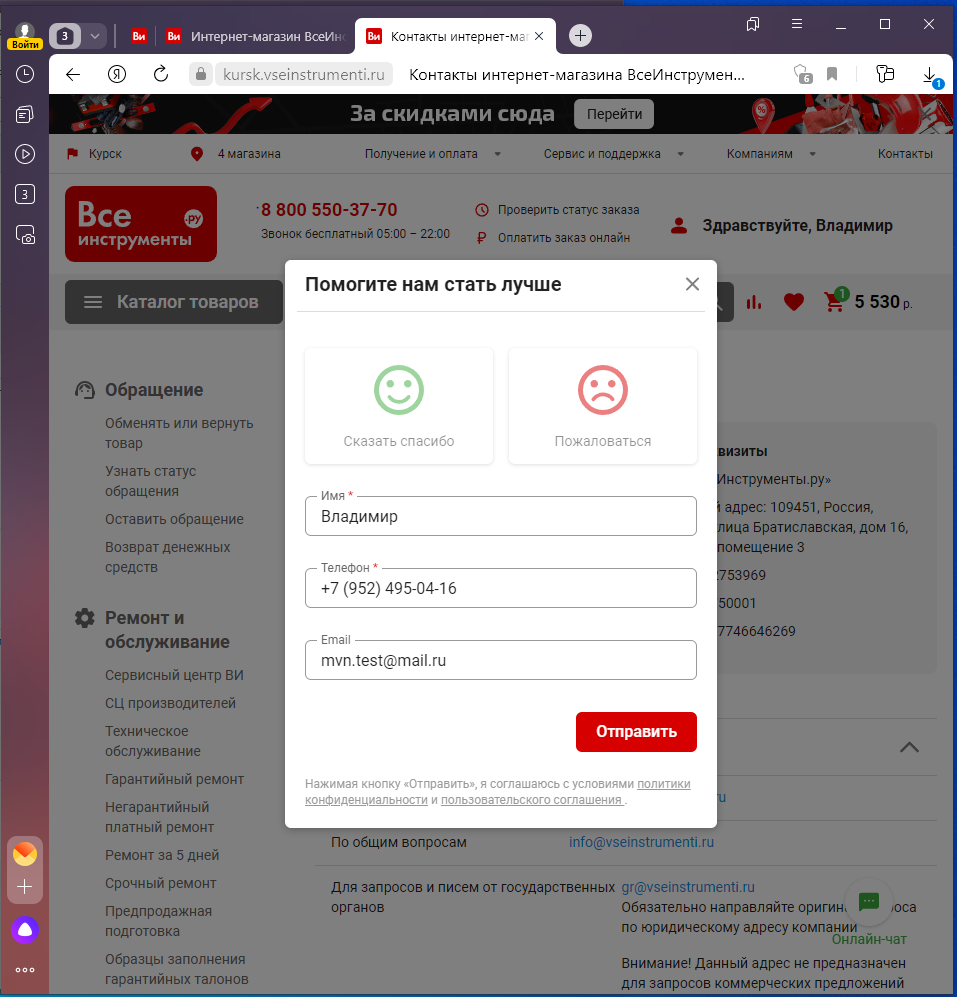 Войти
3
Ви
Ви Интернет-магазин ВсеИн
Ви Контакты интернет-маг
Я
kursk.vseinstrumenti.ru
Контакты интернет-магазина ВсеИнструмен...
6
1
3
За скидками сюда
Перейти
%
Курск
4 магазина
Получение и оплата
Сервис и поддержка
Компаниям
Контакты
Все
.ру
инструменты
8 800 550-37-70
Звонок бесплатный 05:00 – 22:00
Проверить статус заказа
Оплатить заказ онлайн
Здравствуйте, Владимир
Каталог товаров
1
5 530 р.
Помогите нам стать лучше
Сказать спасибо
Пожаловаться
Имя *
Владимир
Телефон *
+7 (952) 495-04-16
Email
mvn.test@mail.ru
Отправить
Нажимая кнопку «Отправить», я соглашаюсь с условиями политики
конфиденциальности и пользовательского соглашения .
Обращение
Обменять или вернуть
товар
Узнать статус
обращения
Оставить обращение
Возврат денежных
средств
Ремонт и
обслуживание
Сервисный центр ВИ
СЦ производителей
Техническое
обслуживание
Гарантийный ремонт
Негарантийный
платный ремонт
Ремонт за 5 дней
Срочный ремонт
Предпродажная
подготовка
Образцы заполнения
гарантийных талонов
визиты
Инструменты.ру»
й адрес: 109451, Россия,
лица Братиславская, дом 16,
помещение 3
2753969
50001
7746646269
ru
По общим вопросам
info@vseinstrumenti.ru
Для запросов и писем от государственных
органов
gr@vseinstrumenti.ru
Обязательно направляйте оригин
оса
по юридическому адресу компании
Онлайн-чат
Внимание! Данный адрес не предназначен
для запросов коммерческих предложений